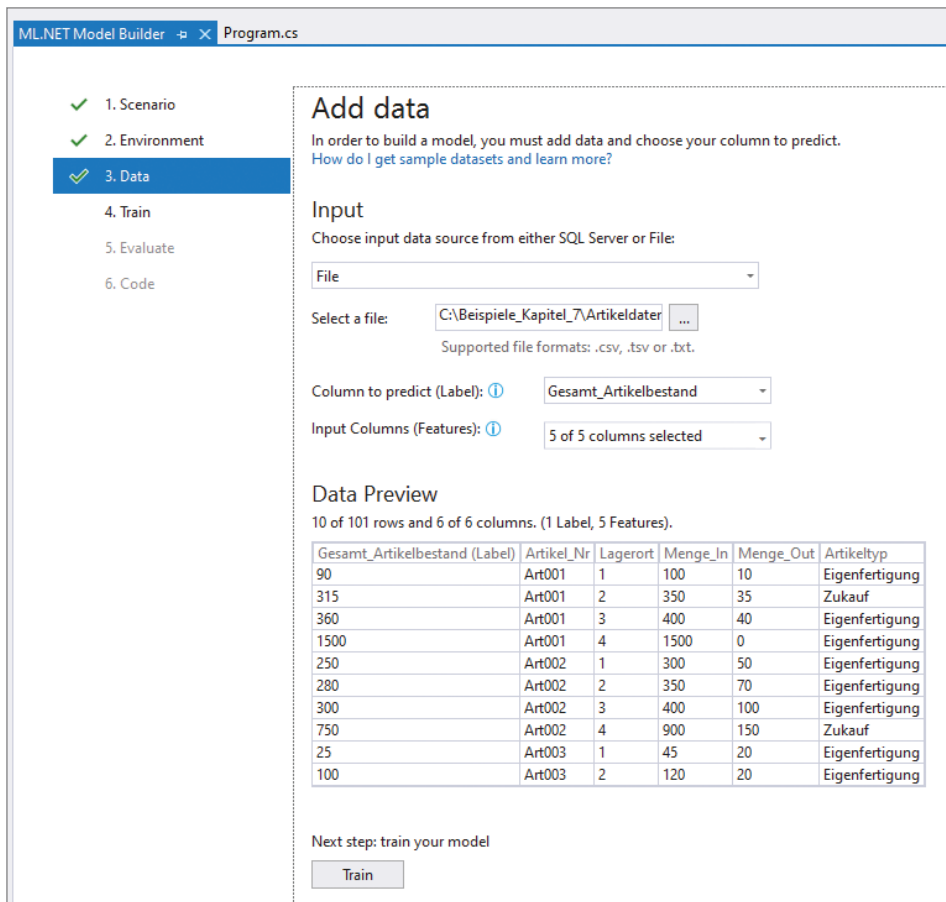 ML.NET Model Builder Program.cs
1. Scenario
2. Environment
3. Data
4. Train
5. Evaluate
6. Code
Add data
In order to build a model, you must add data and choose your column to predict.
How do I get sample datasets and learn more?
Input
Choose input data source from either SQL Server or File:
File
Select a file: C:\Beispiele_Kapitel_7\Artikeldaten ...
Supported file formats: .csv, .tsv or .txt.
Column to predict (Label): Gesamt_Artikelbestand
Input Columns (Features): 5 of 5 columns selected
Data Preview
10 of 101 rows and 6 of 6 columns. (1 Label, 5 Features).
Gesamt_Artikelbestand (Label) Artikel_Nr Lagerort Menge_In Menge_Out Artikeltyp
90 Art001 1 100 10 Eigenfertigung
315 Art001 2 350 35 Zukauf
360 Art001 3 400 40 Eigenfertigung
1500 Art001 4 1500 0 Eigenfertigung
250 Art002 1 300 50 Eigenfertigung
280 Art002 2 350 70 Eigenfertigung
300 Art002 3 400 100 Eigenfertigung
750 Art002 4 900 150 Zukauf
25 Art003 1 45 20 Eigenfertigung
100 Art003 2 120 20 Eigenfertigung
Next step: train your model
Train